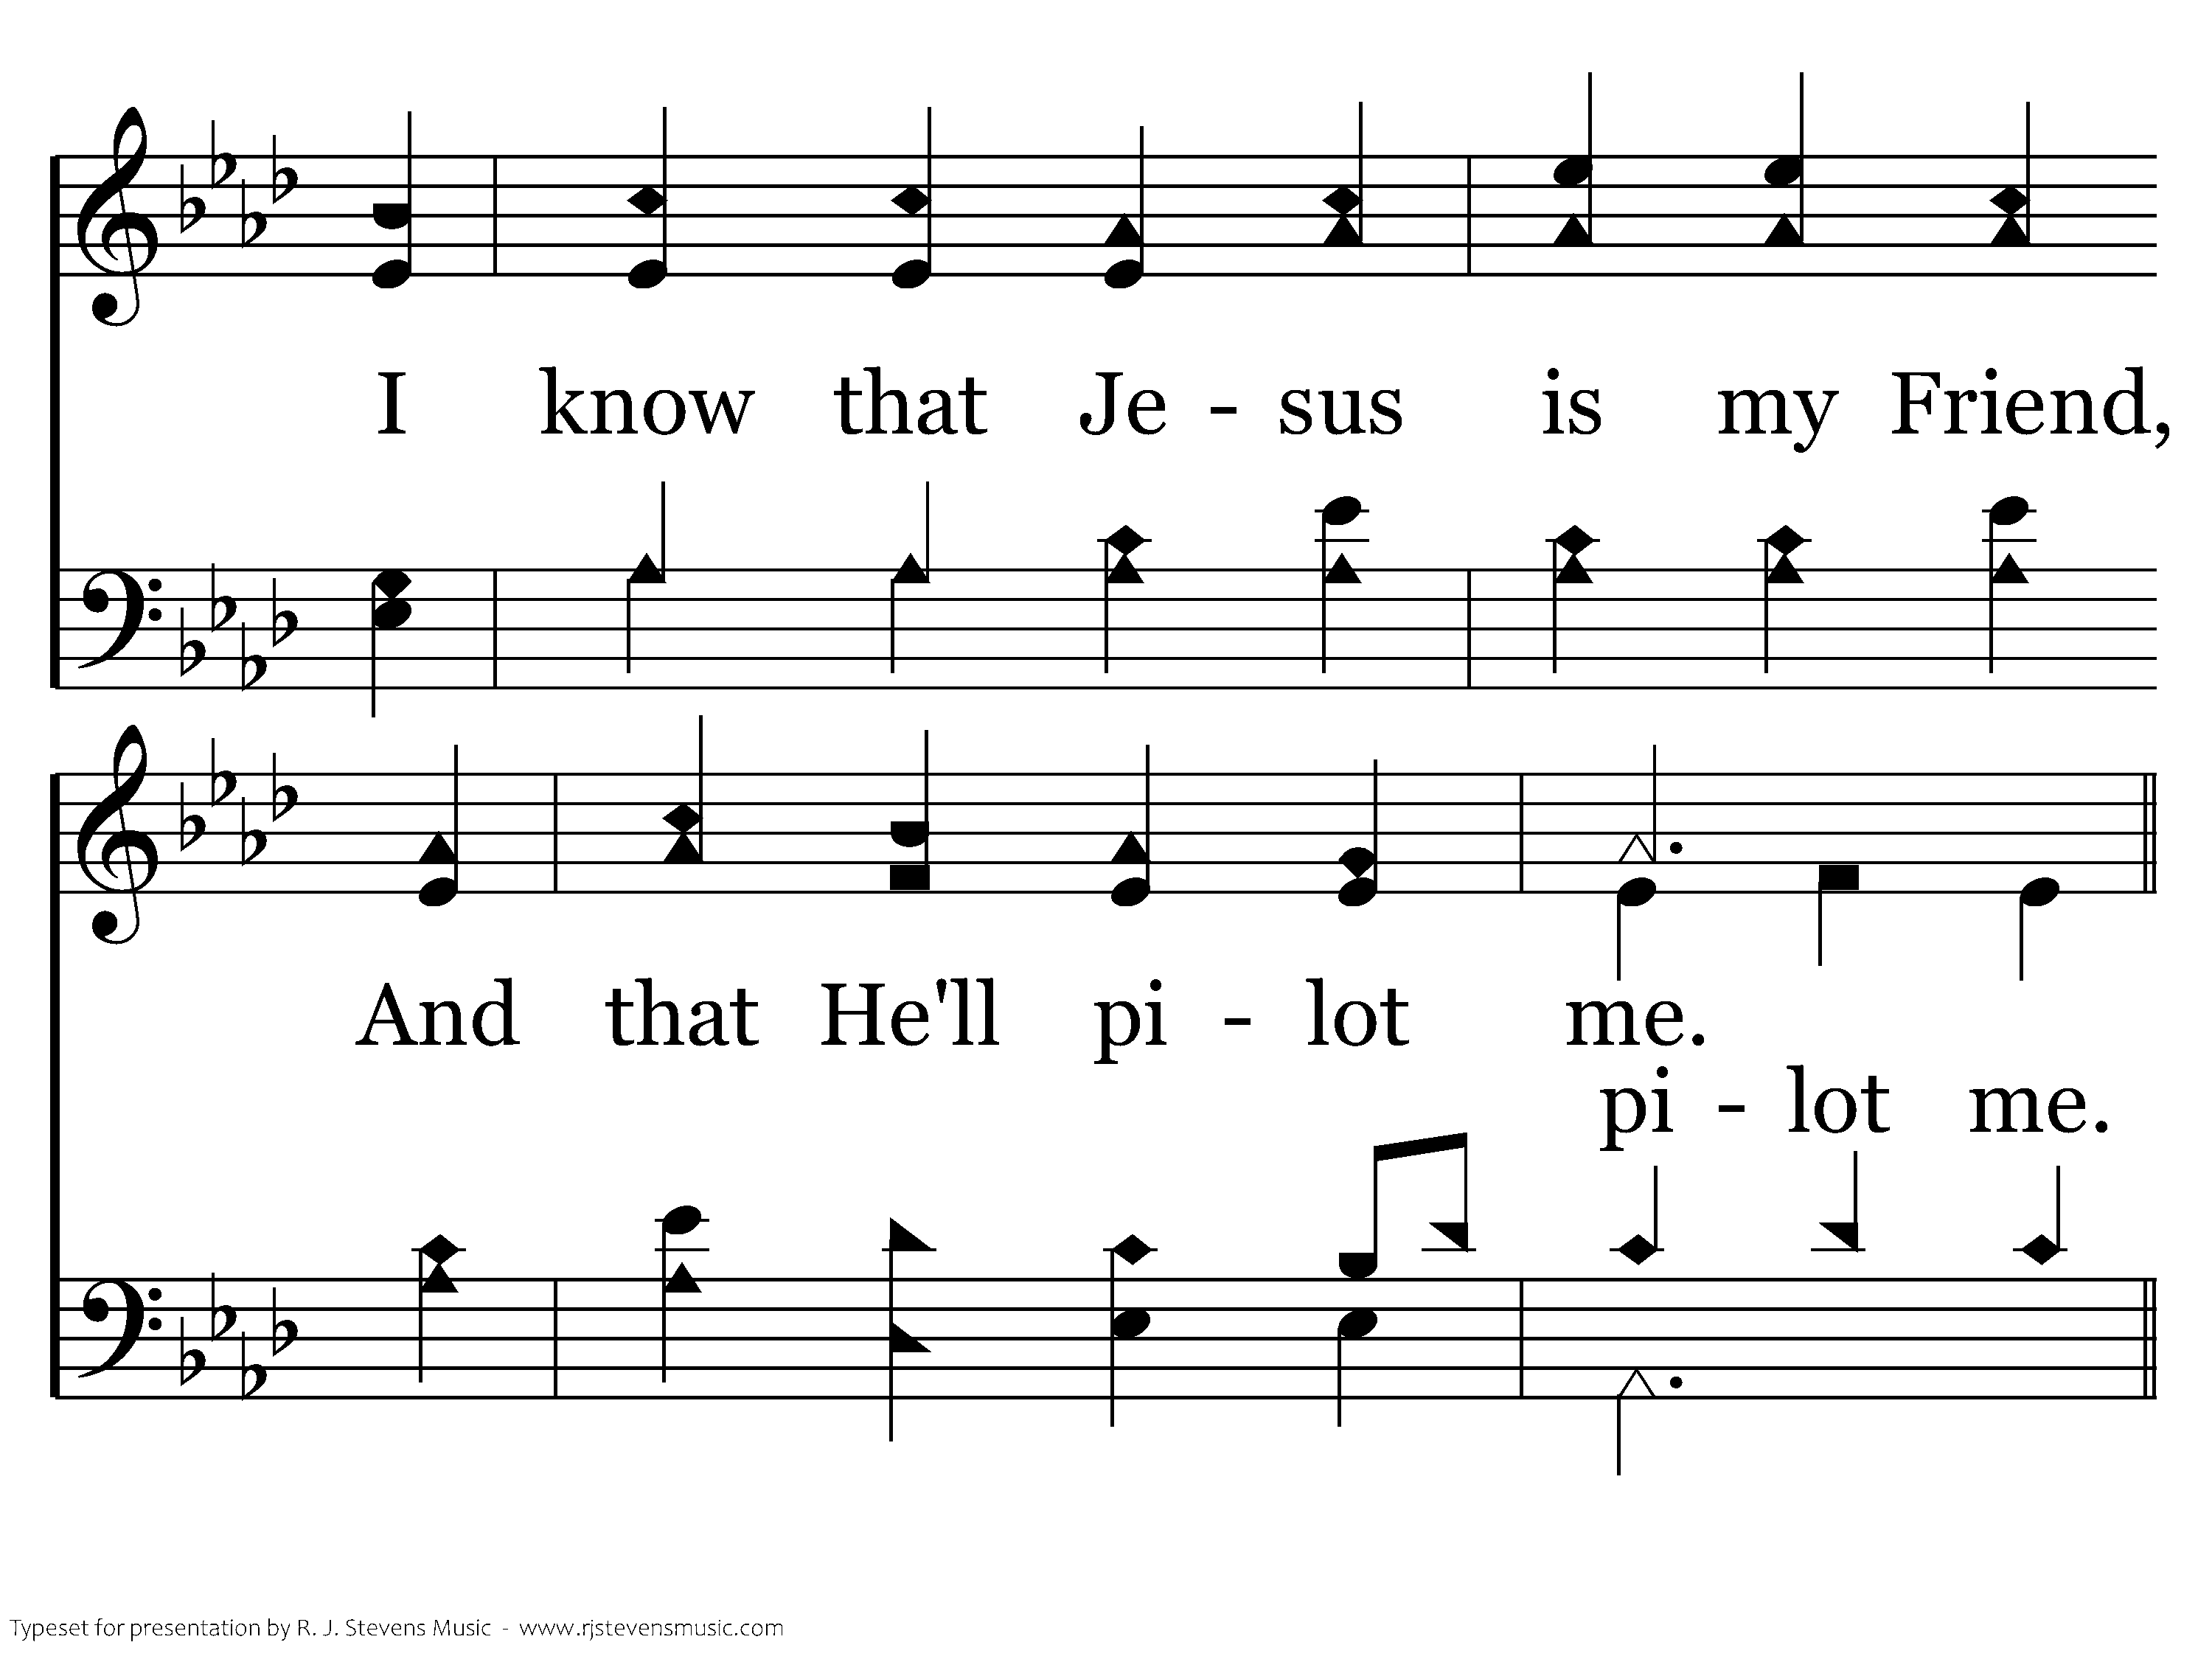 I know that Je - sus is my Friend,
And that He'll pi - lot me.
pi - lot me.
Typeset for presentation by R. J. Stevens Music - www.rjstevensmusic.com